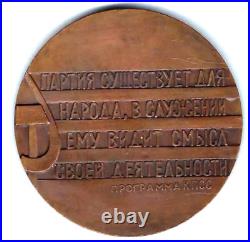 ПАРТИЯ СУЩЕСТВУЕТ ДЛЯ
НАРОДА, В СЛУЖЕНИИ
ЕМУ ВИДИТ СМЫСЛ
СВОЕЙ ДЕЯТЕЛЬНОСТИ
ПРОГРАММА КПСС